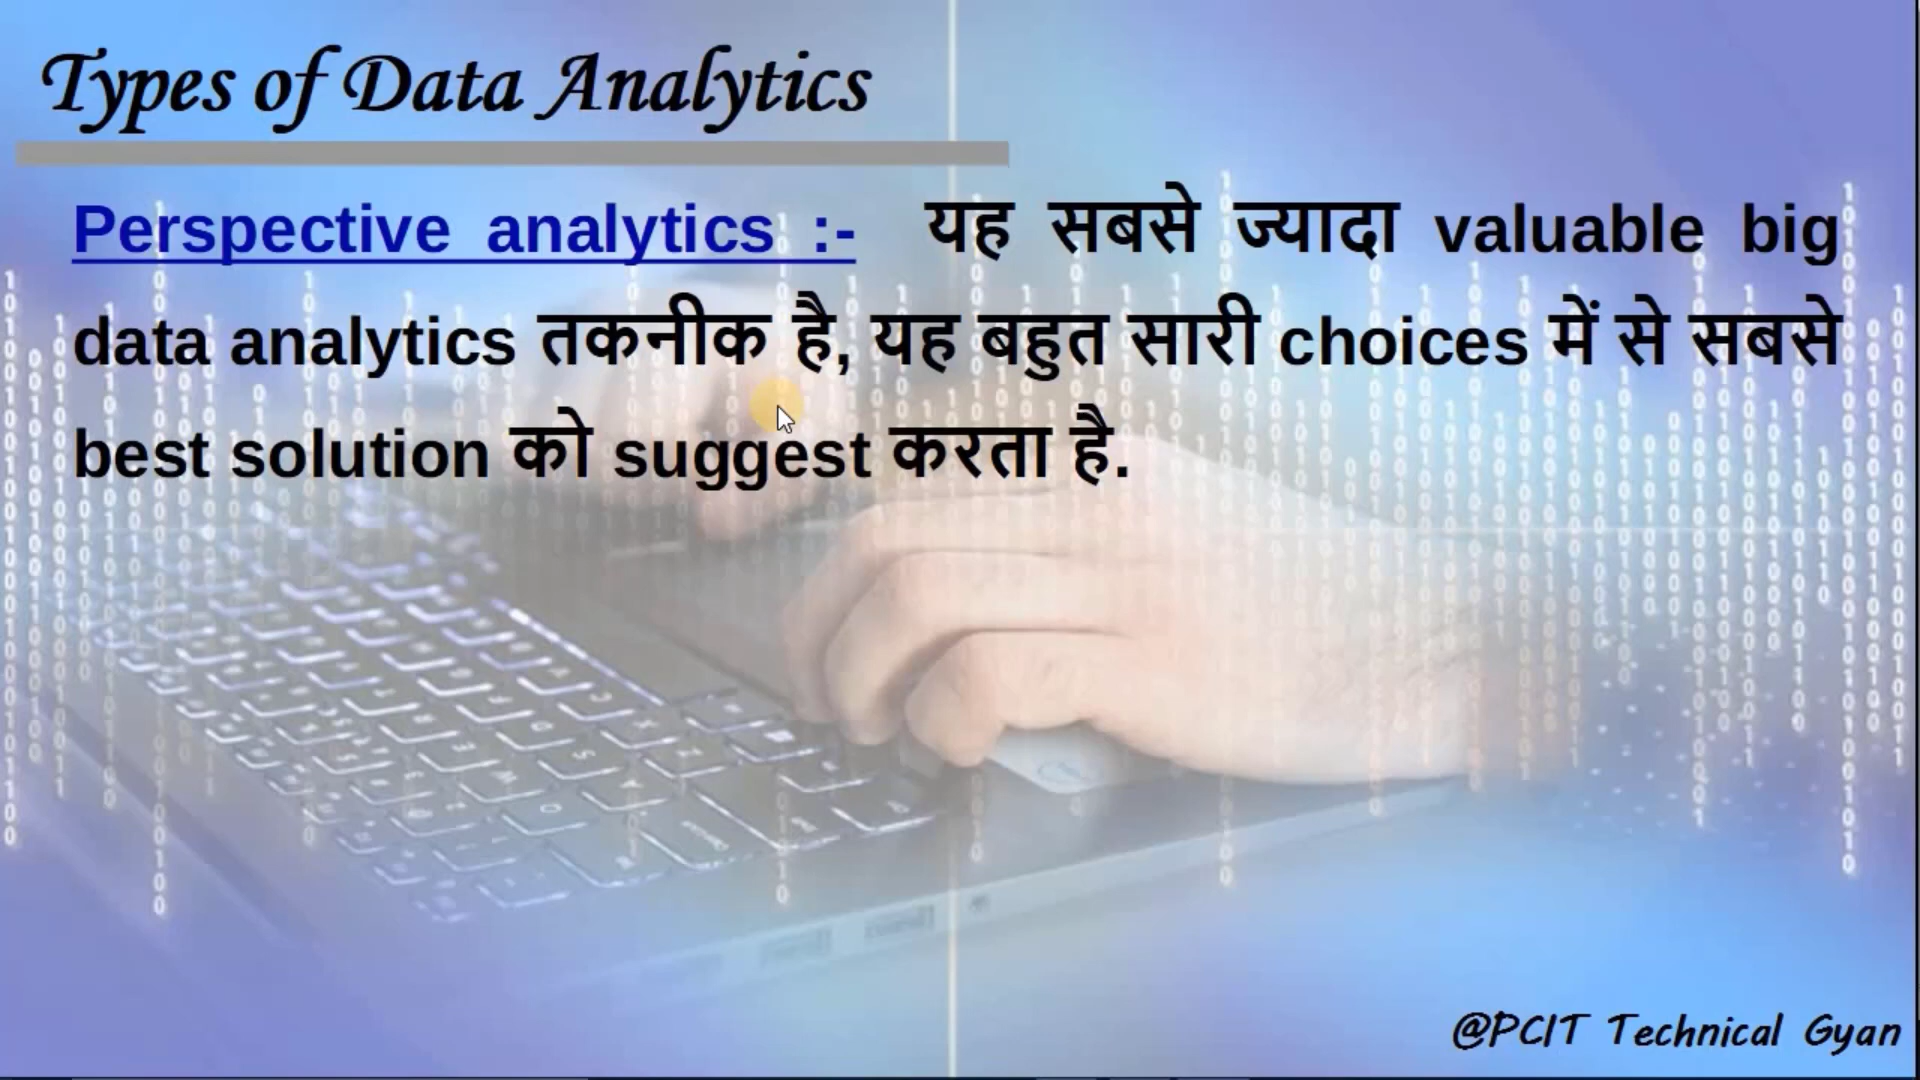 Types of Data Analytics
Perspective analytics :- यह सबसे ज्यादा valuable big
data analytics तकनीक है, यह बहुत सारी choices में से सबसे
best solution को suggest करता है.
@PCIT Technical Gyan